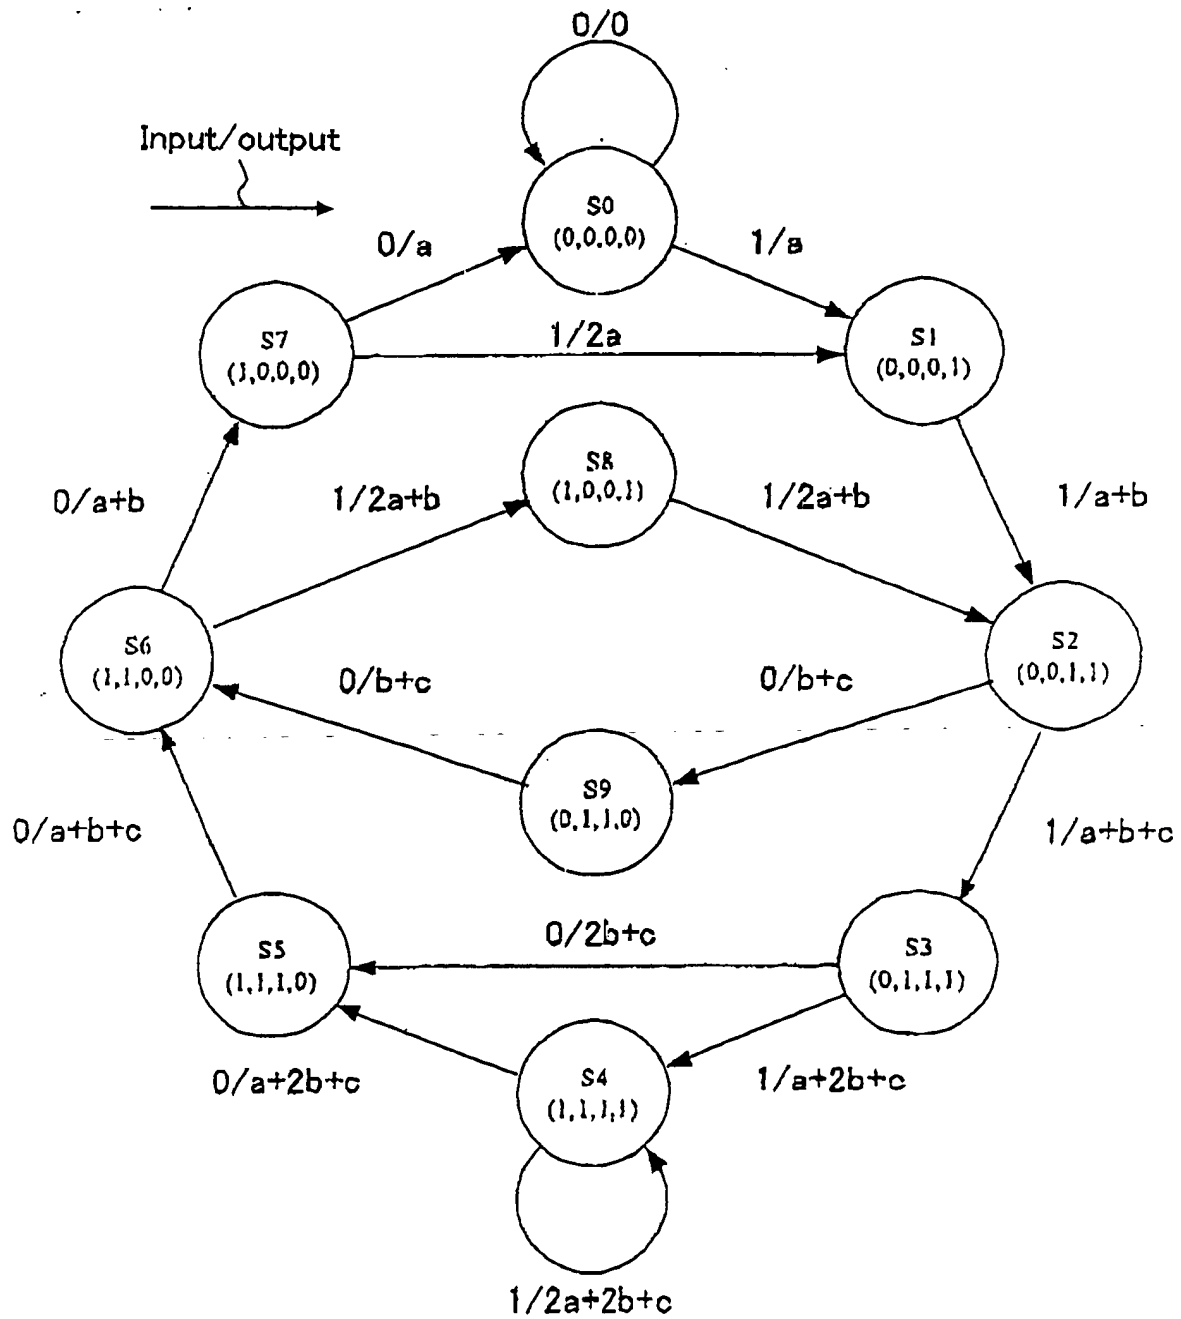 0/0
Input/output
S0
(0,0,0,0)
0/a
1/a
S7
(1,0,0,0)
1/2a
S1
(0,0,0,1)
S8
(1,0,0,1)
0/a+b
1/2a+b
1/2a+b
1/a+b
S6
(1,1,0,0)
S2
(0,0,1,1)
0/b+c
0/b+c
S9
(0,1,1,0)
0/a+b+c
1/a+b+c
0/2b+c
S5
(1,1,1,0)
S3
(0,1,1,1)
0/a+2b+c
1/a+2b+c
S4
(1,1,1,1)
1/2a+2b+c